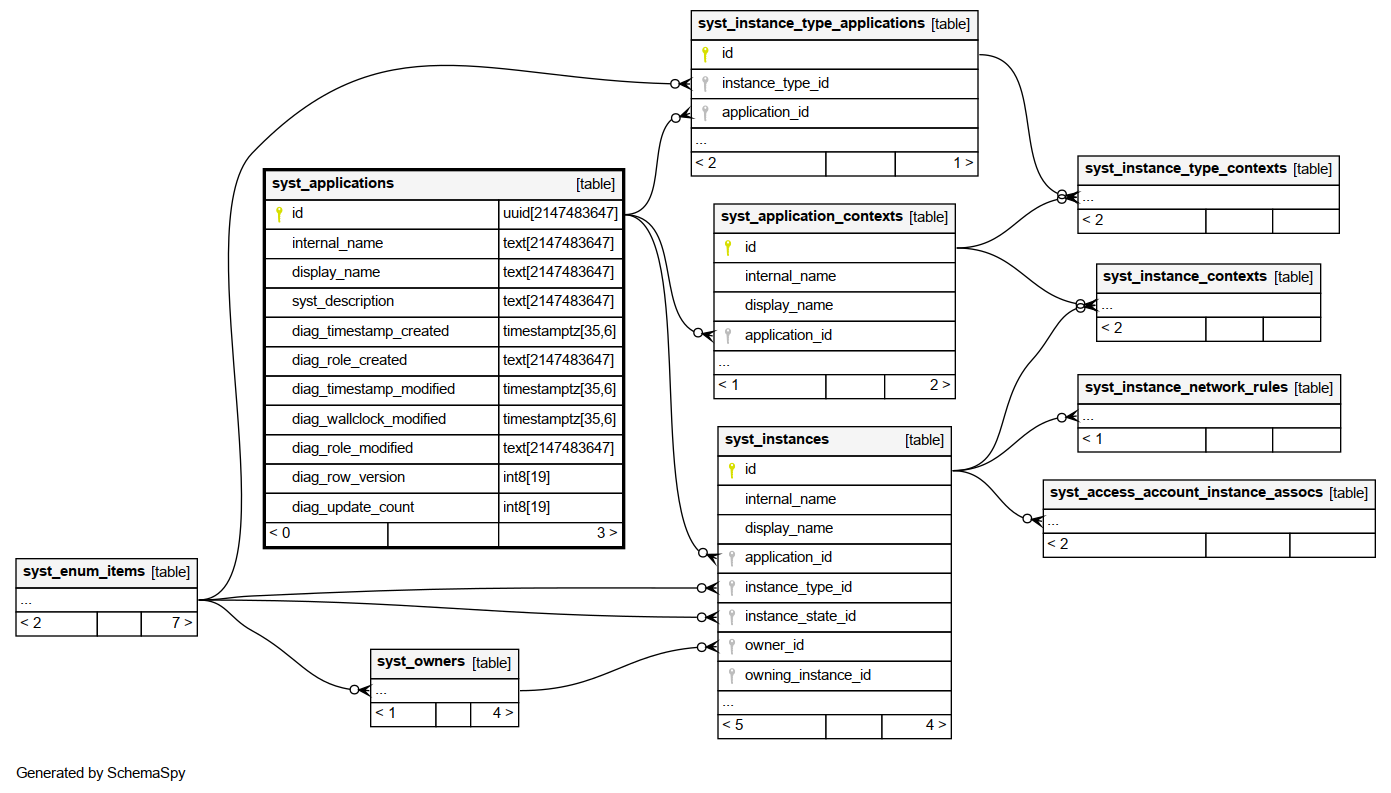 syst_instance_type_applications [table]
id
instance_type_id
application_id
...
< 2 1 >
syst_applications [table]
id uuid[2147483647]
internal_name text[2147483647]
display_name text[2147483647]
syst_description text[2147483647]
diag_timestamp_created timestamptz[35,6]
diag_role_created text[2147483647]
diag_timestamp_modified timestamptz[35,6]
diag_wallclock_modified timestamptz[35,6]
diag_role_modified text[2147483647]
diag_row_version int8[19]
diag_update_count int8[19]
< 0 3 >
syst_instance_type_contexts [table]
...
< 2
syst_application_contexts [table]
id
internal_name
display_name
application_id
...
< 1 2 >
syst_instance_contexts [table]
...
< 2
syst_instance_network_rules [table]
...
< 1
syst_instances [table]
id
internal_name
display_name
application_id
instance_type_id
instance_state_id
owner_id
owning_instance_id
...
< 5 4 >
syst_access_account_instance_assocs [table]
...
< 2
syst_enum_items [table]
...
< 2 7 >
syst_owners [table]
...
< 1 4 >
Generated by SchemaSpy